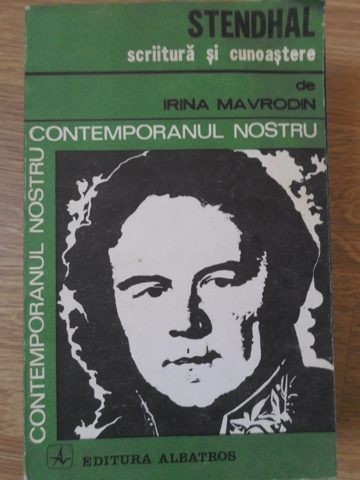 STENDHAL
scriitură și cunoaștere
de
IRINA MAVRODIN
CONTEMPORANUL NOSTRU
CONTEMPORANUL NOSTRU
EDITURA ALBATROS